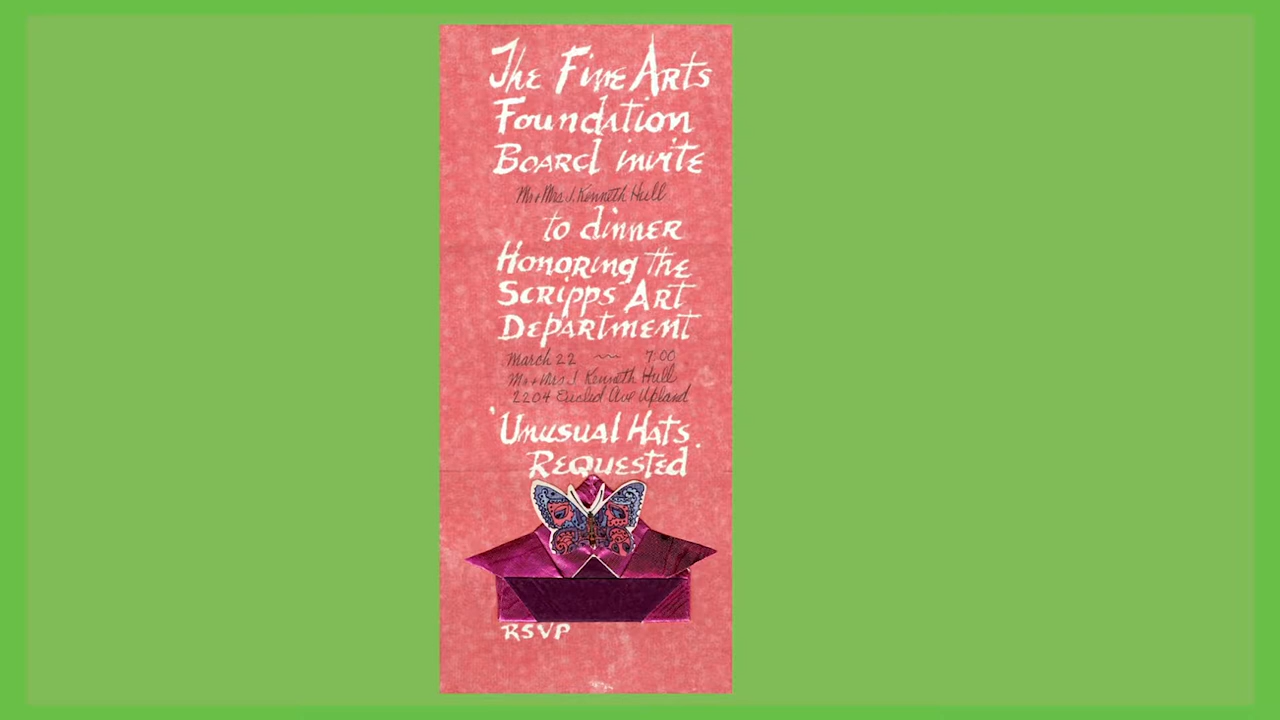 The Fine Arts
Foundation
Board invite
Mr + Mrs J. Kenneth Hull
to dinner
Honoring the
Scripps Art
Department
March 22 ~ 7:00
Mr + Mrs J Kenneth Hull
2204 Euclid Ave Upland
'Unusual Hats'
Requested
RSVP